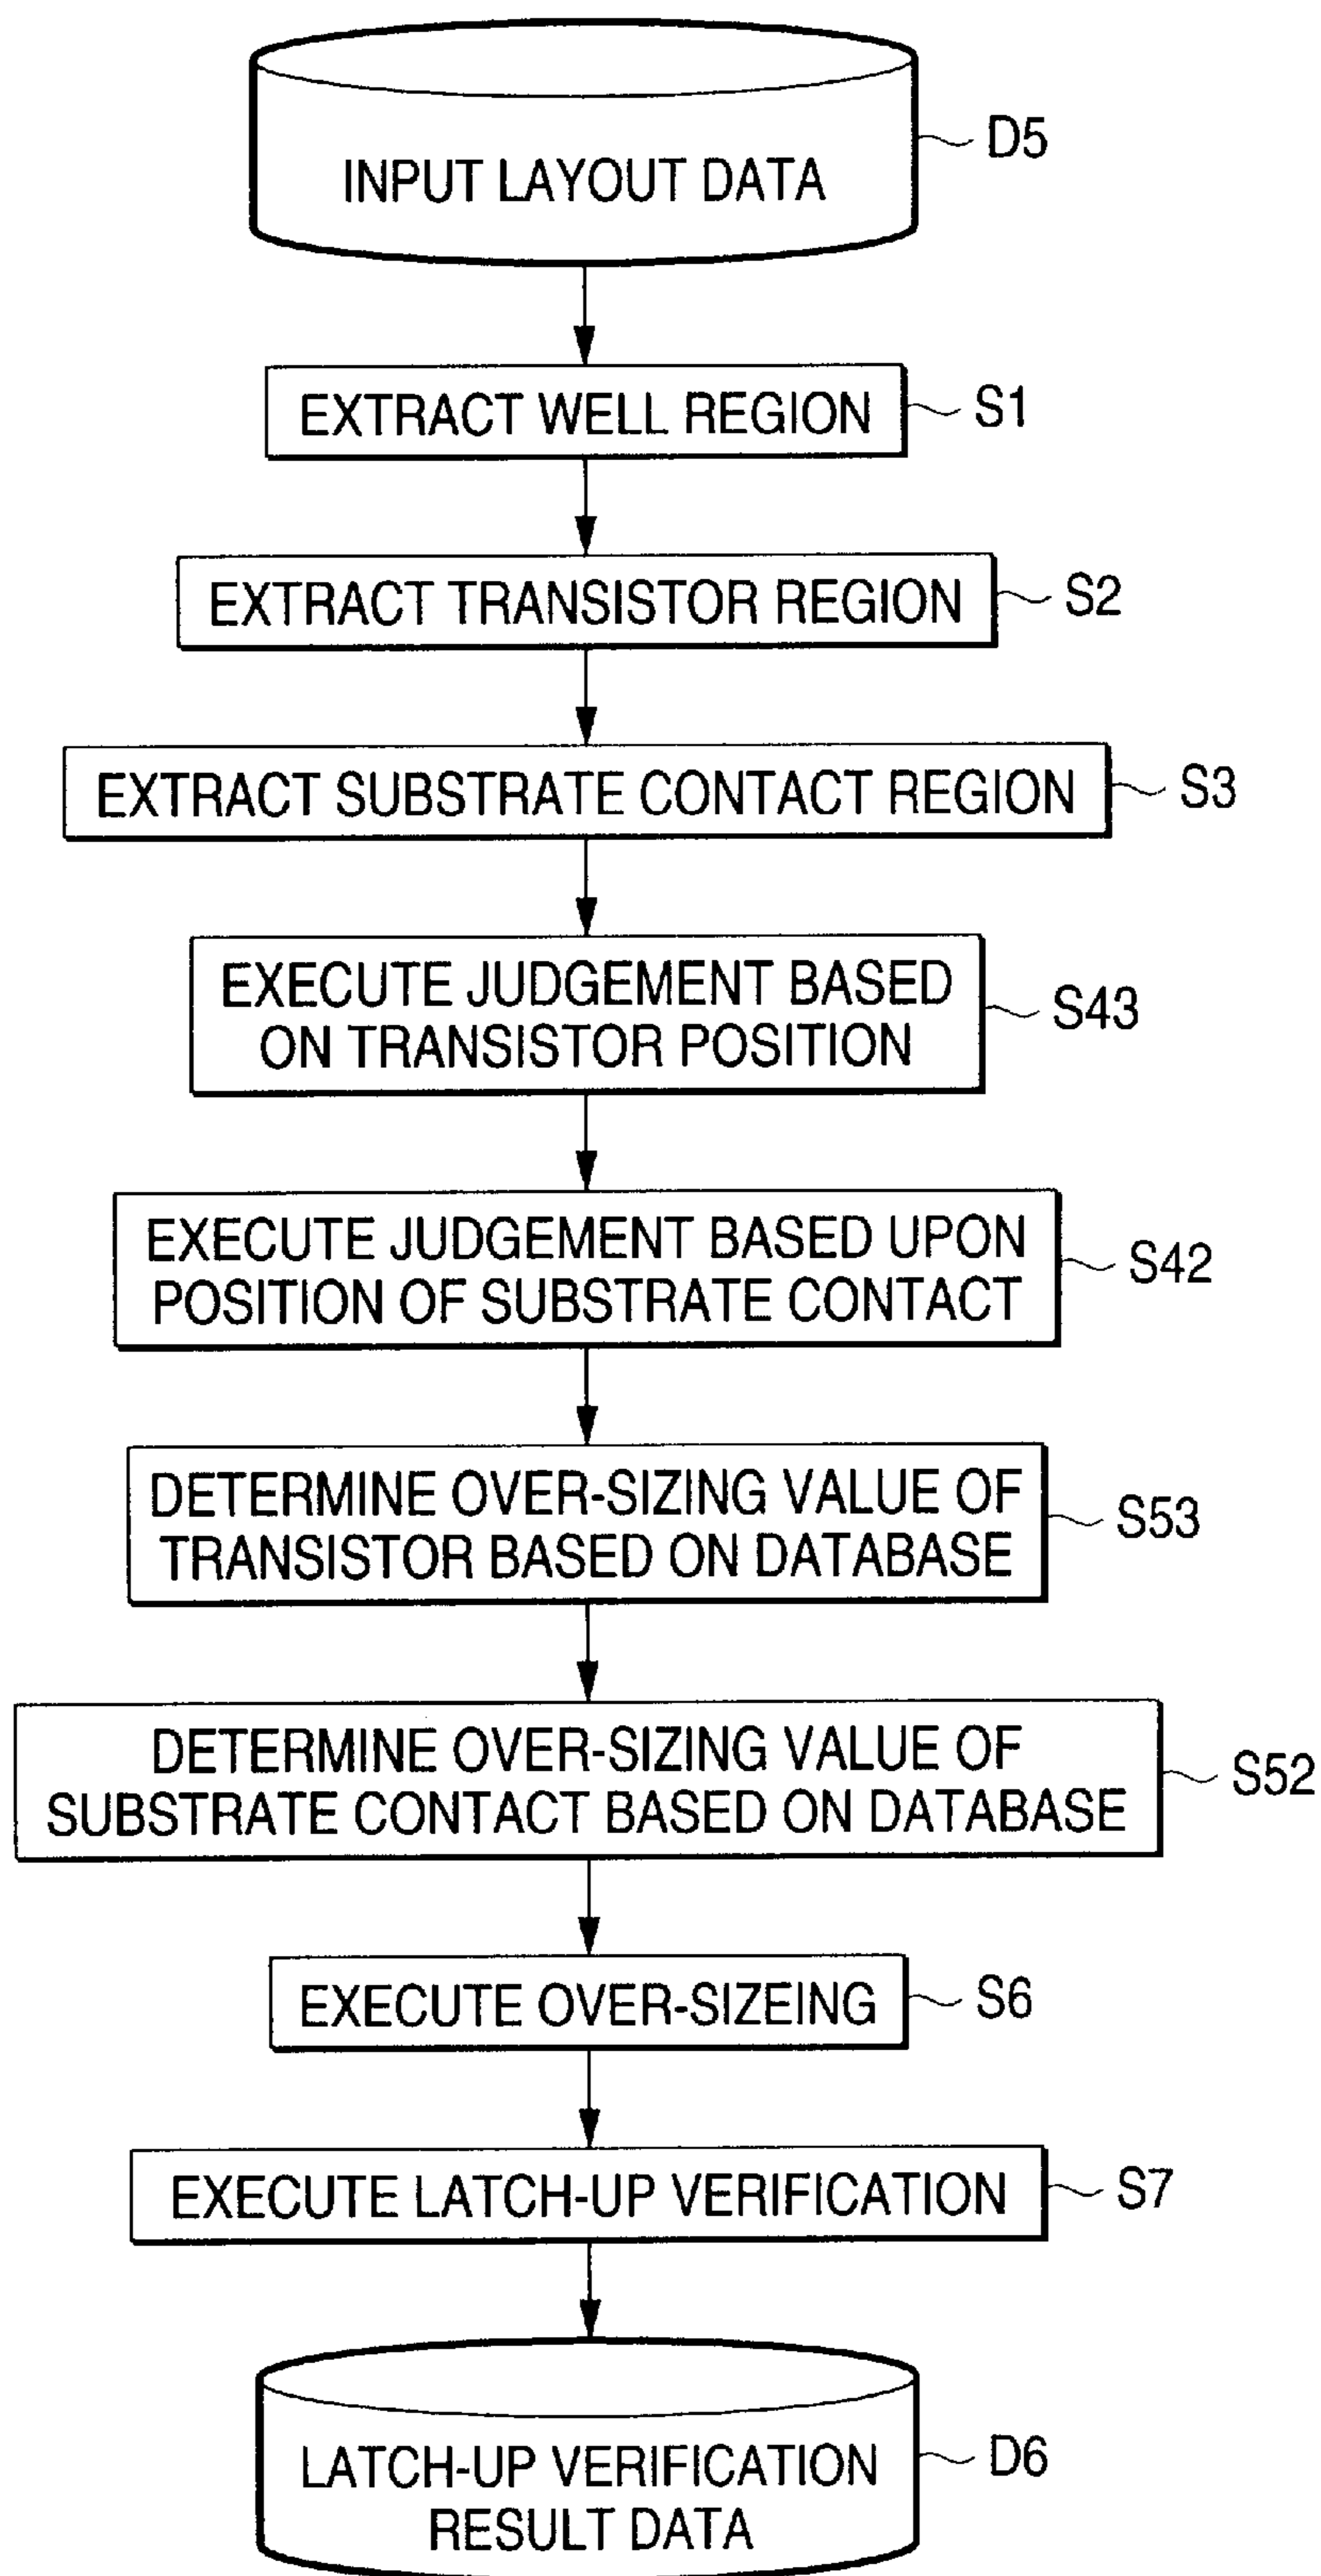 INPUT LAYOUT DATA
D5
EXTRACT WELL REGION
S1
EXTRACT TRANSISTOR REGION
S2
EXTRACT SUBSTRATE CONTACT REGION
S3
EXECUTE JUDGEMENT BASED
ON TRANSISTOR POSITION
S43
EXECUTE JUDGEMENT BASED UPON
POSITION OF SUBSTRATE CONTACT
S42
DETERMINE OVER-SIZING VALUE OF
TRANSISTOR BASED ON DATABASE
S53
DETERMINE OVER-SIZING VALUE OF
SUBSTRATE CONTACT BASED ON DATABASE
S52
EXECUTE OVER-SIZEING
S6
EXECUTE LATCH-UP VERIFICATION
S7
LATCH-UP VERIFICATION
RESULT DATA
D6